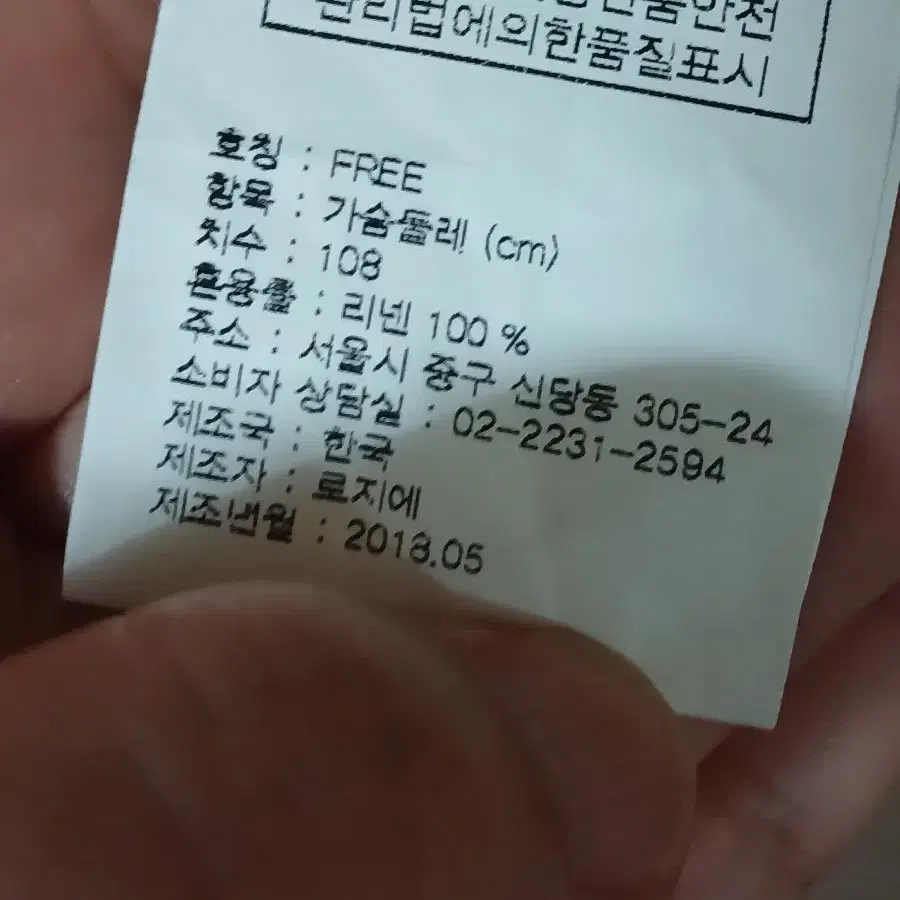 품안전
관리법에의한품질표시
호칭 : FREE
항목 : 가슴둘레 (cm)
치수 : 108
혼용률 : 리넨 100 %
주소 : 서울시 중구 신당동 305-24
소비자 상담실 : 02-2231-2594
제조국 : 한국
제조자 : 로지에
제조년월 : 2018.05